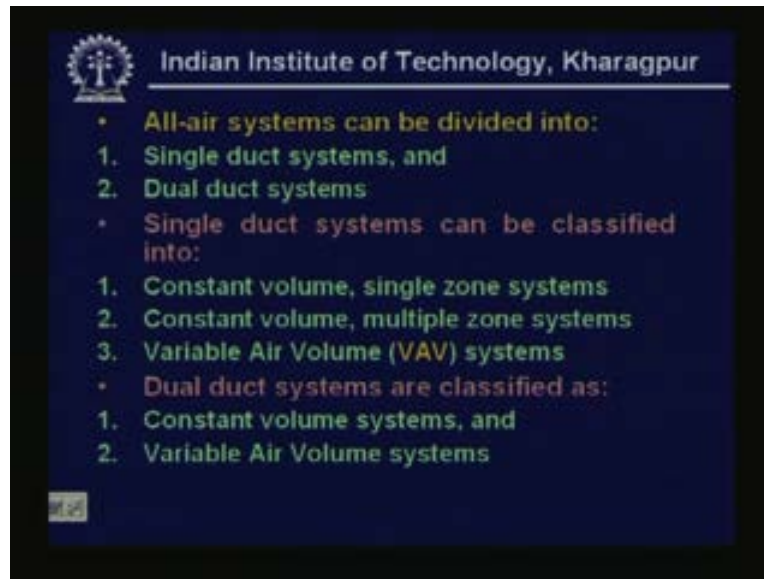 Indian Institute of Technology, Kharagpur
• All-air systems can be divided into:
1. Single duct systems, and
2. Dual duct systems
• Single duct systems can be classified
into:
1. Constant volume, single zone systems
2. Constant volume, multiple zone systems
3. Variable Air Volume (VAV) systems
• Dual duct systems are classified as:
1. Constant volume systems, and
2. Variable Air Volume systems